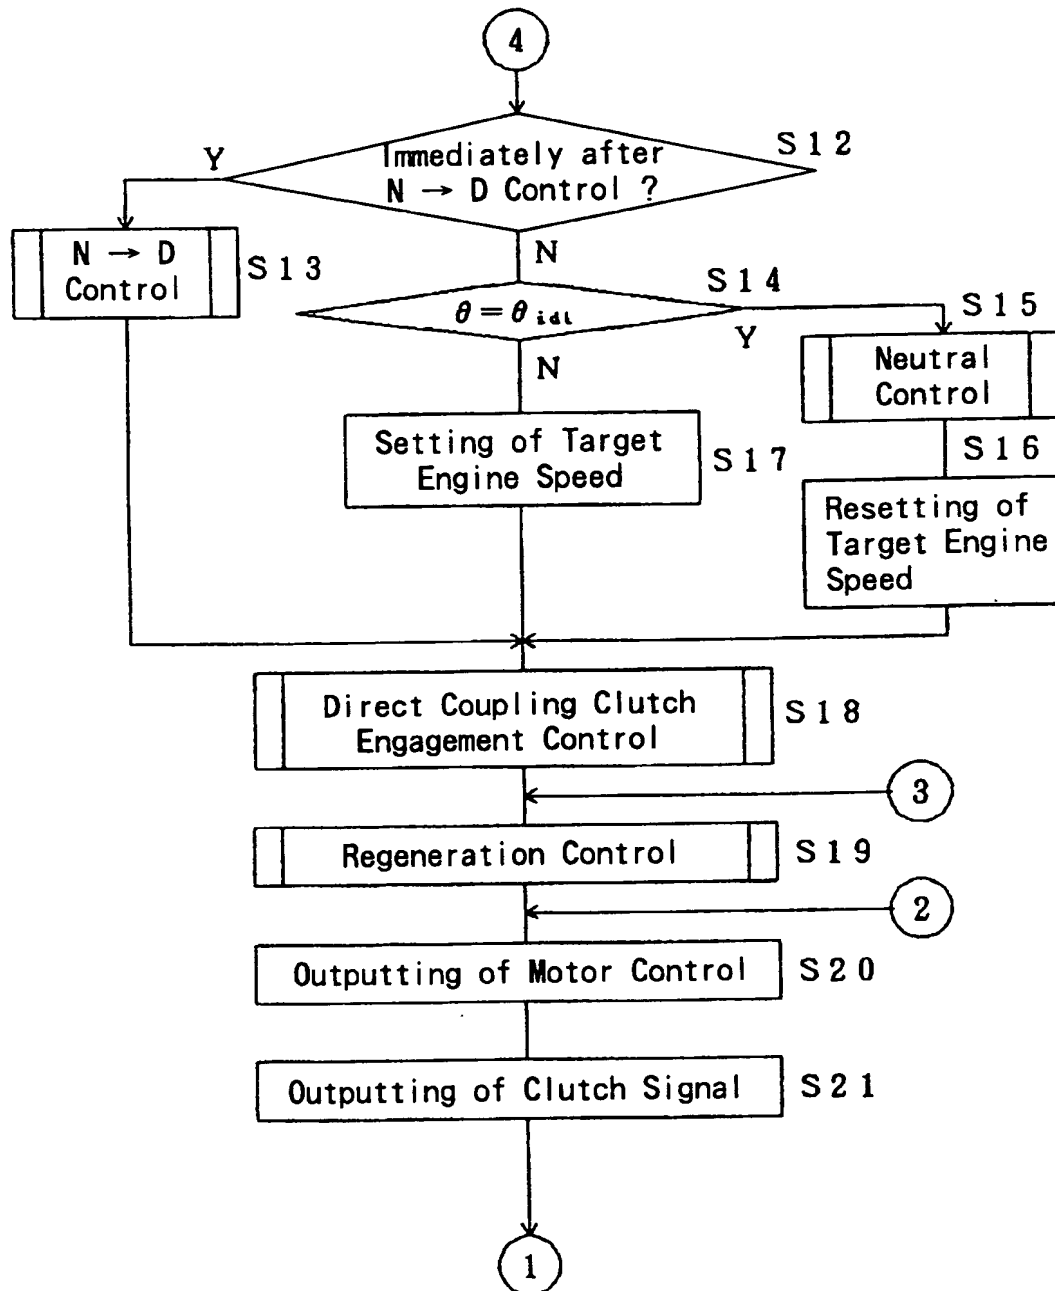 4
Immediately after
N → D Control ?
S12
Y
N → D
Control
S13
N
S14
θ = θ idl
Y
S15
Neutral
Control
N
Setting of Target
Engine Speed
S17
S16
Resetting of
Target Engine
Speed
Direct Coupling Clutch
Engagement Control
S18
3
Regeneration Control
S19
2
Outputting of Motor Control
S20
Outputting of Clutch Signal
S21
1